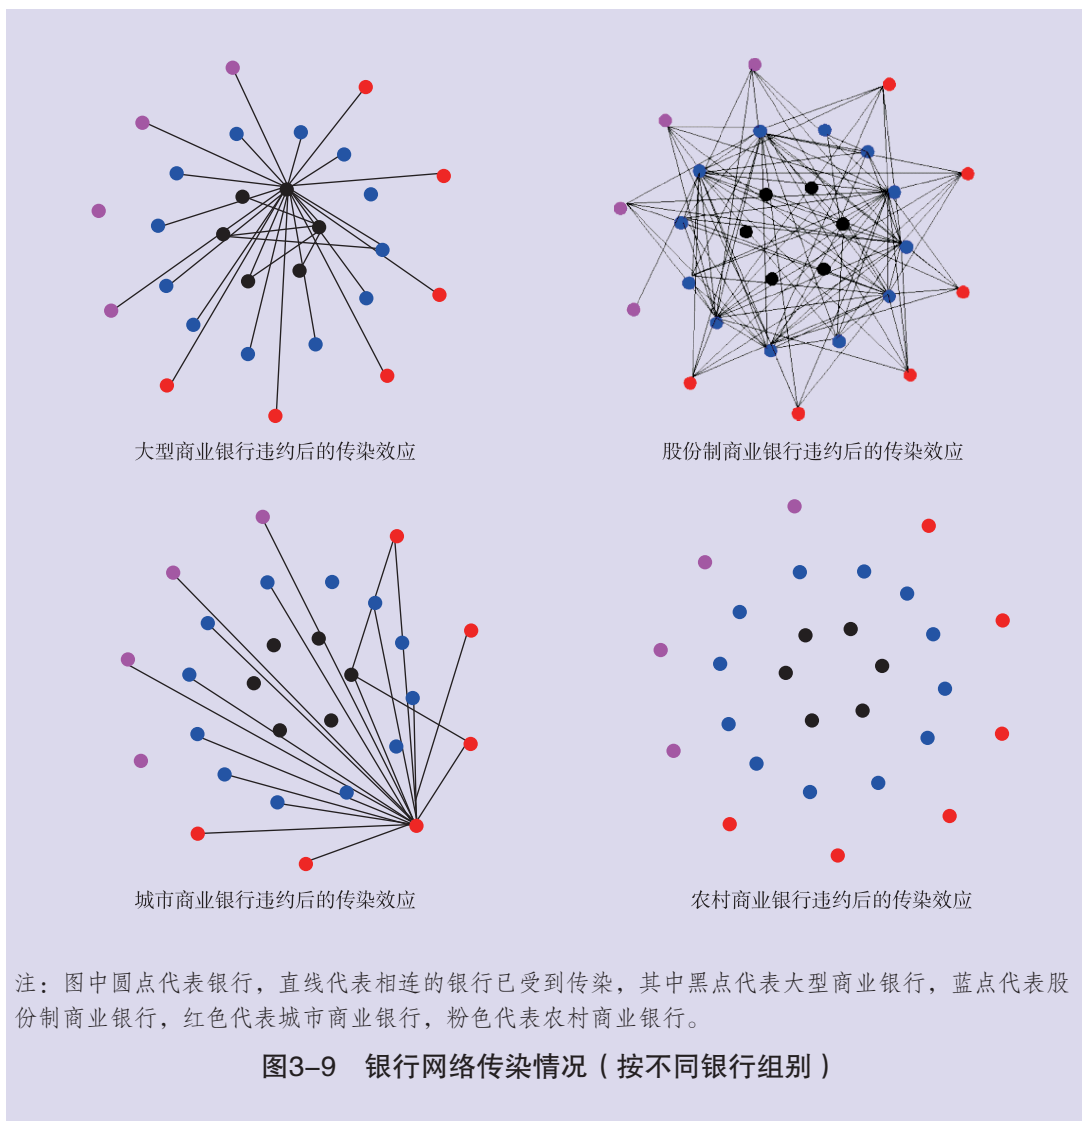 大型商业银行违约后的传染效应
股份制商业银行违约后的传染效应
城市商业银行违约后的传染效应
农村商业银行违约后的传染效应
注：图中圆点代表银行，直线代表相连的银行已受到传染，其中黑点代表大型商业银行，蓝点代表股
份制商业银行，红色代表城市商业银行，粉色代表农村商业银行。
图3-9 银行网络传染情况（按不同银行组别）